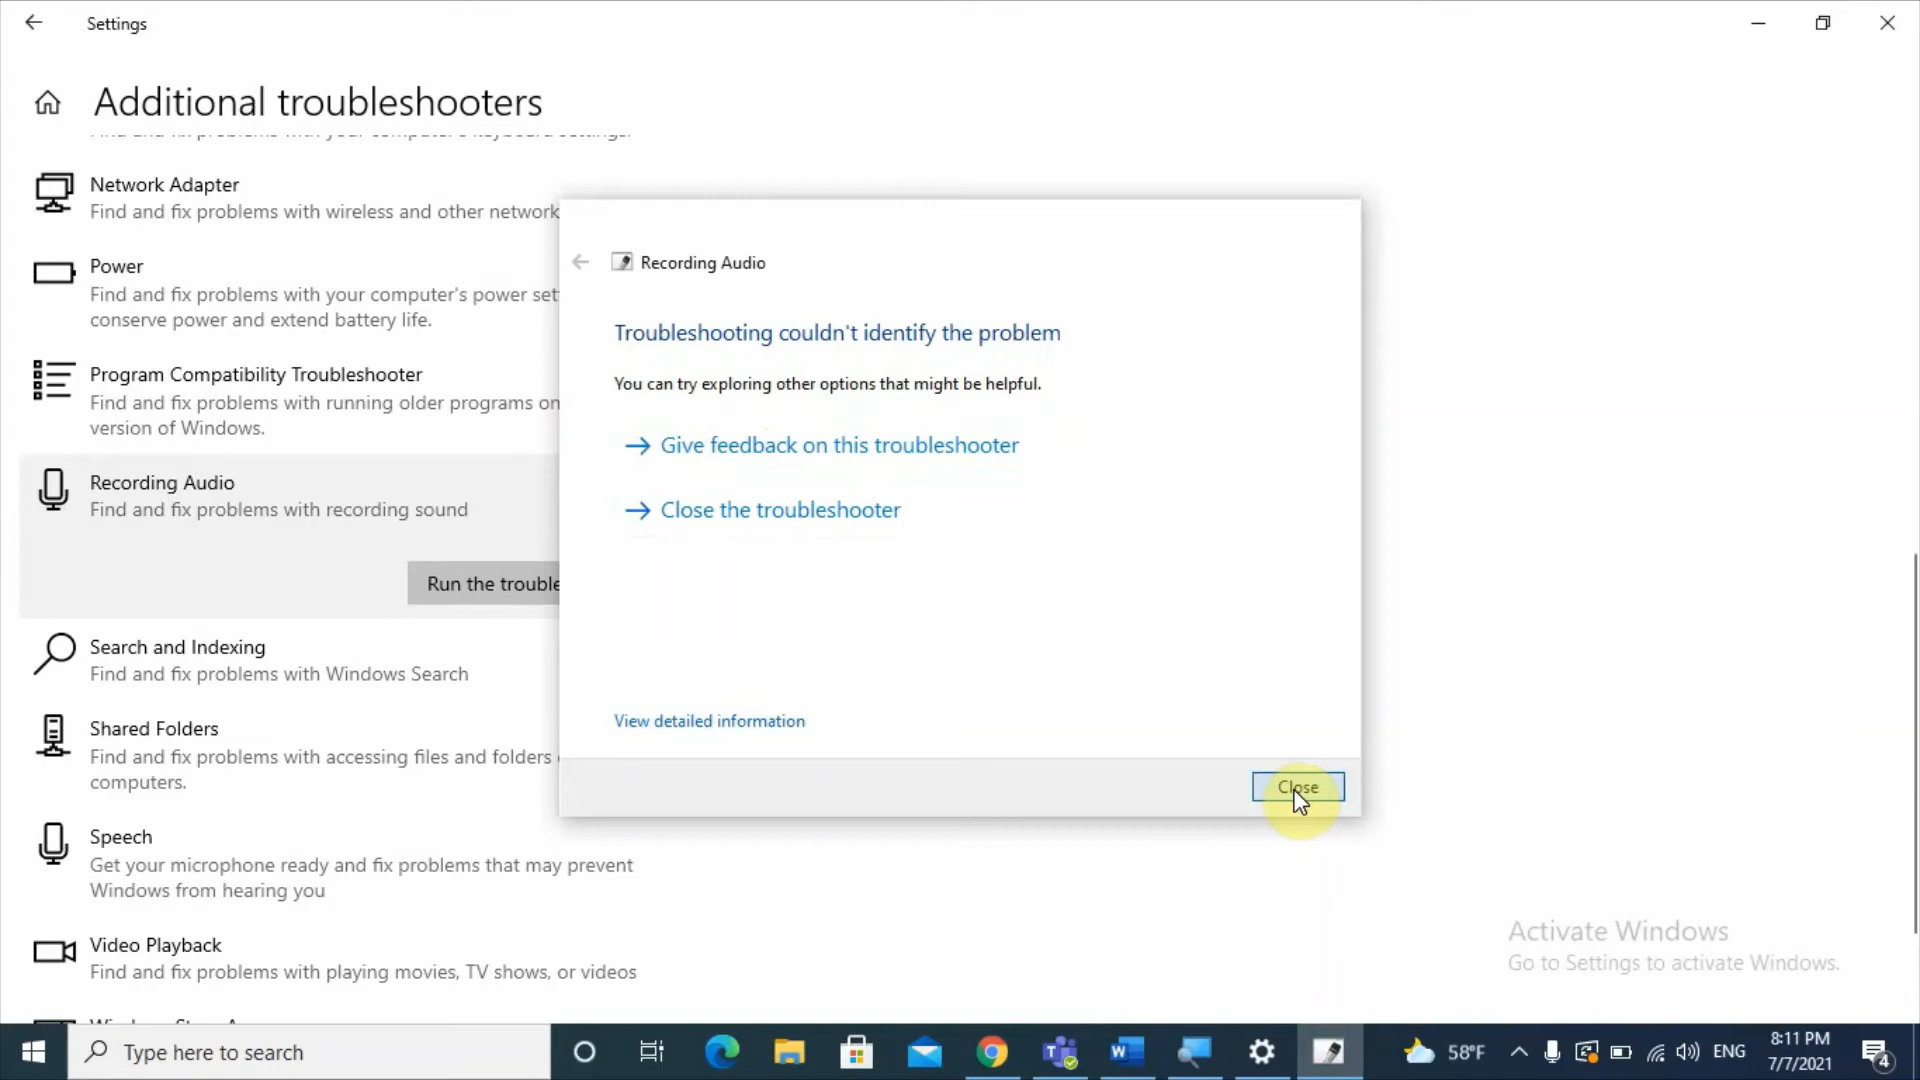 Settings
Additional troubleshooters
Network Adapter
Find and fix problems with wireless and other network
Power
Find and fix problems with your computer's power set
conserve power and extend battery life.
Program Compatibility Troubleshooter
Find and fix problems with running older programs on
version of Windows.
Recording Audio
Find and fix problems with recording sound
Run the trouble
Search and Indexing
Find and fix problems with Windows Search
Shared Folders
Find and fix problems with accessing files and folders
computers.
Speech
Get your microphone ready and fix problems that may prevent
Windows from hearing you
Video Playback
Find and fix problems with playing movies, TV shows, or videos
Recording Audio
Troubleshooting couldn't identify the problem
You can try exploring other options that might be helpful.
Give feedback on this troubleshooter
Close the troubleshooter
View detailed information
Close
Activate Windows
Go to Settings to activate Windows.
Type here to search
58°F
ENG
8:11 PM
7/7/2021
4